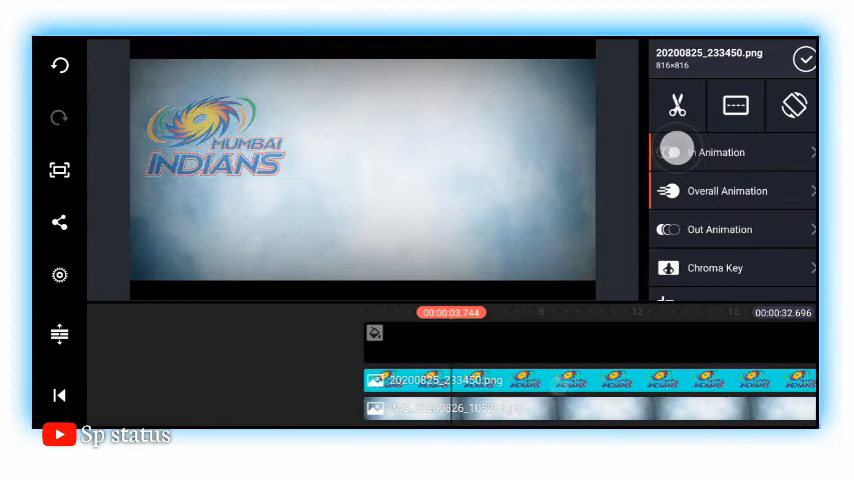 20200825_233450.png
816×816
MUMBAI
INDIANS
In Animation
Overall Animation
Out Animation
Chroma Key
00:00:03.744
8
12
16
00:00:32.696
20200825_233450.png
Sp status